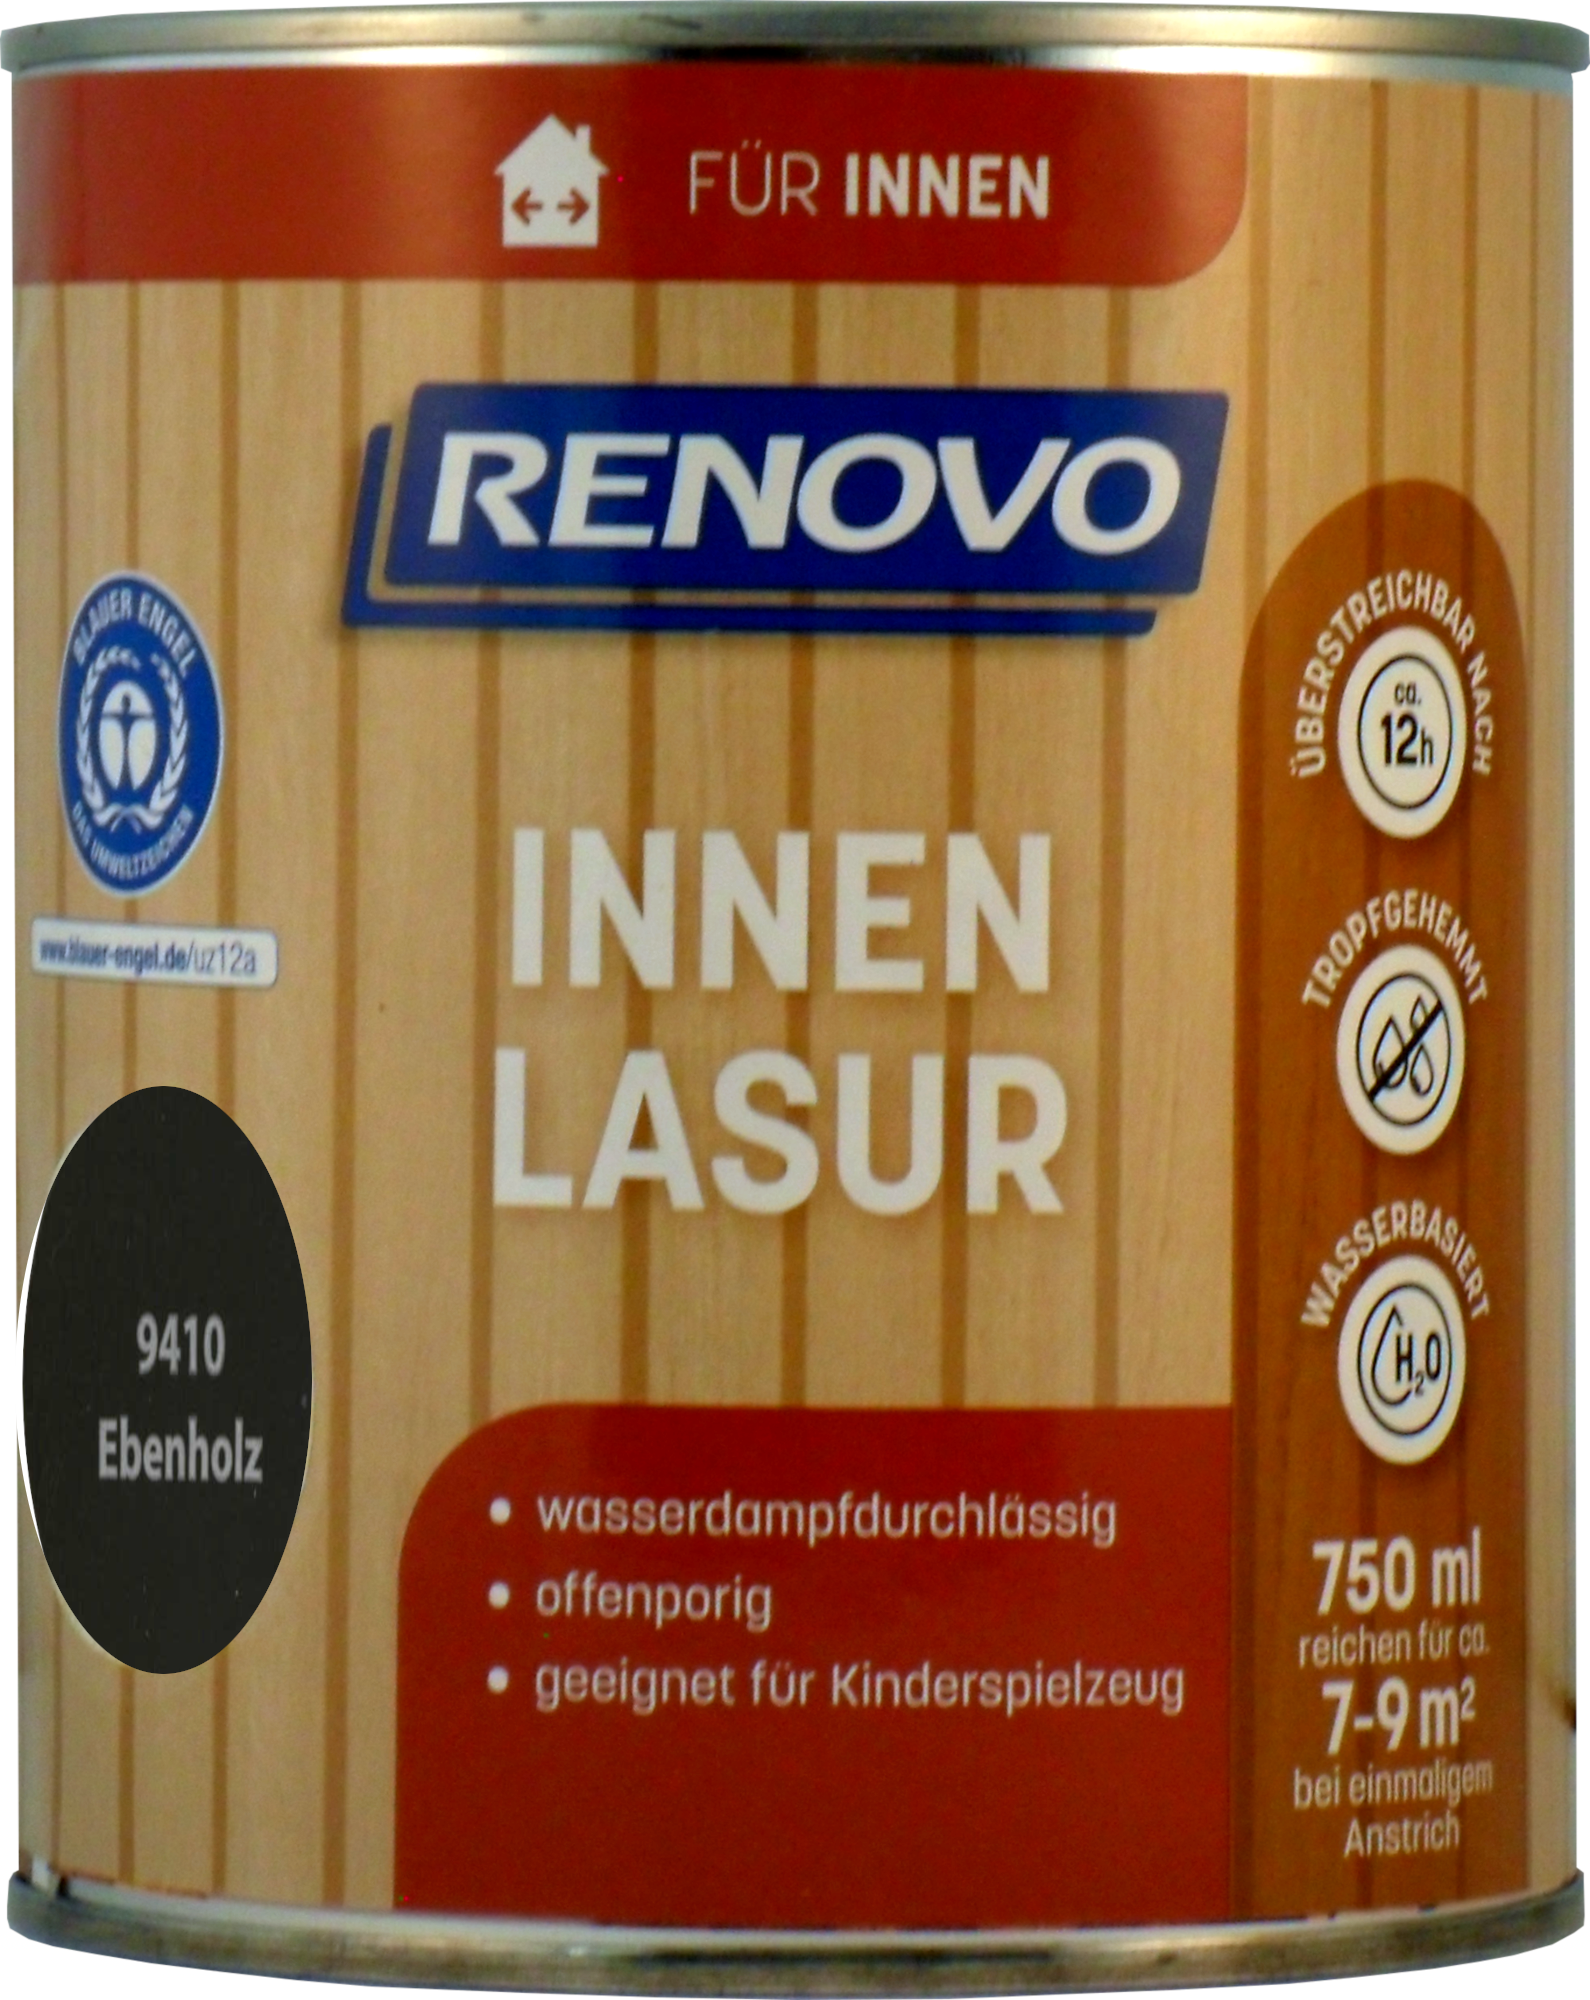 FÜR INNEN
RENOVO
BLAUER ENGEL
DAS UMWELTZEICHEN
www.blauer-engel.de/uz12a
INNEN
LASUR
9410
Ebenholz
ÜBERSTREICHBAR NACH
ca.
12h
TROPFGEHEMMT
WASSERBASIERT
H₂O
• wasserdampfdurchlässig
• offenporig
• geeignet für Kinderspielzeug
750 ml
reichen für ca.
7-9 m²
bei einmaligem
Anstrich